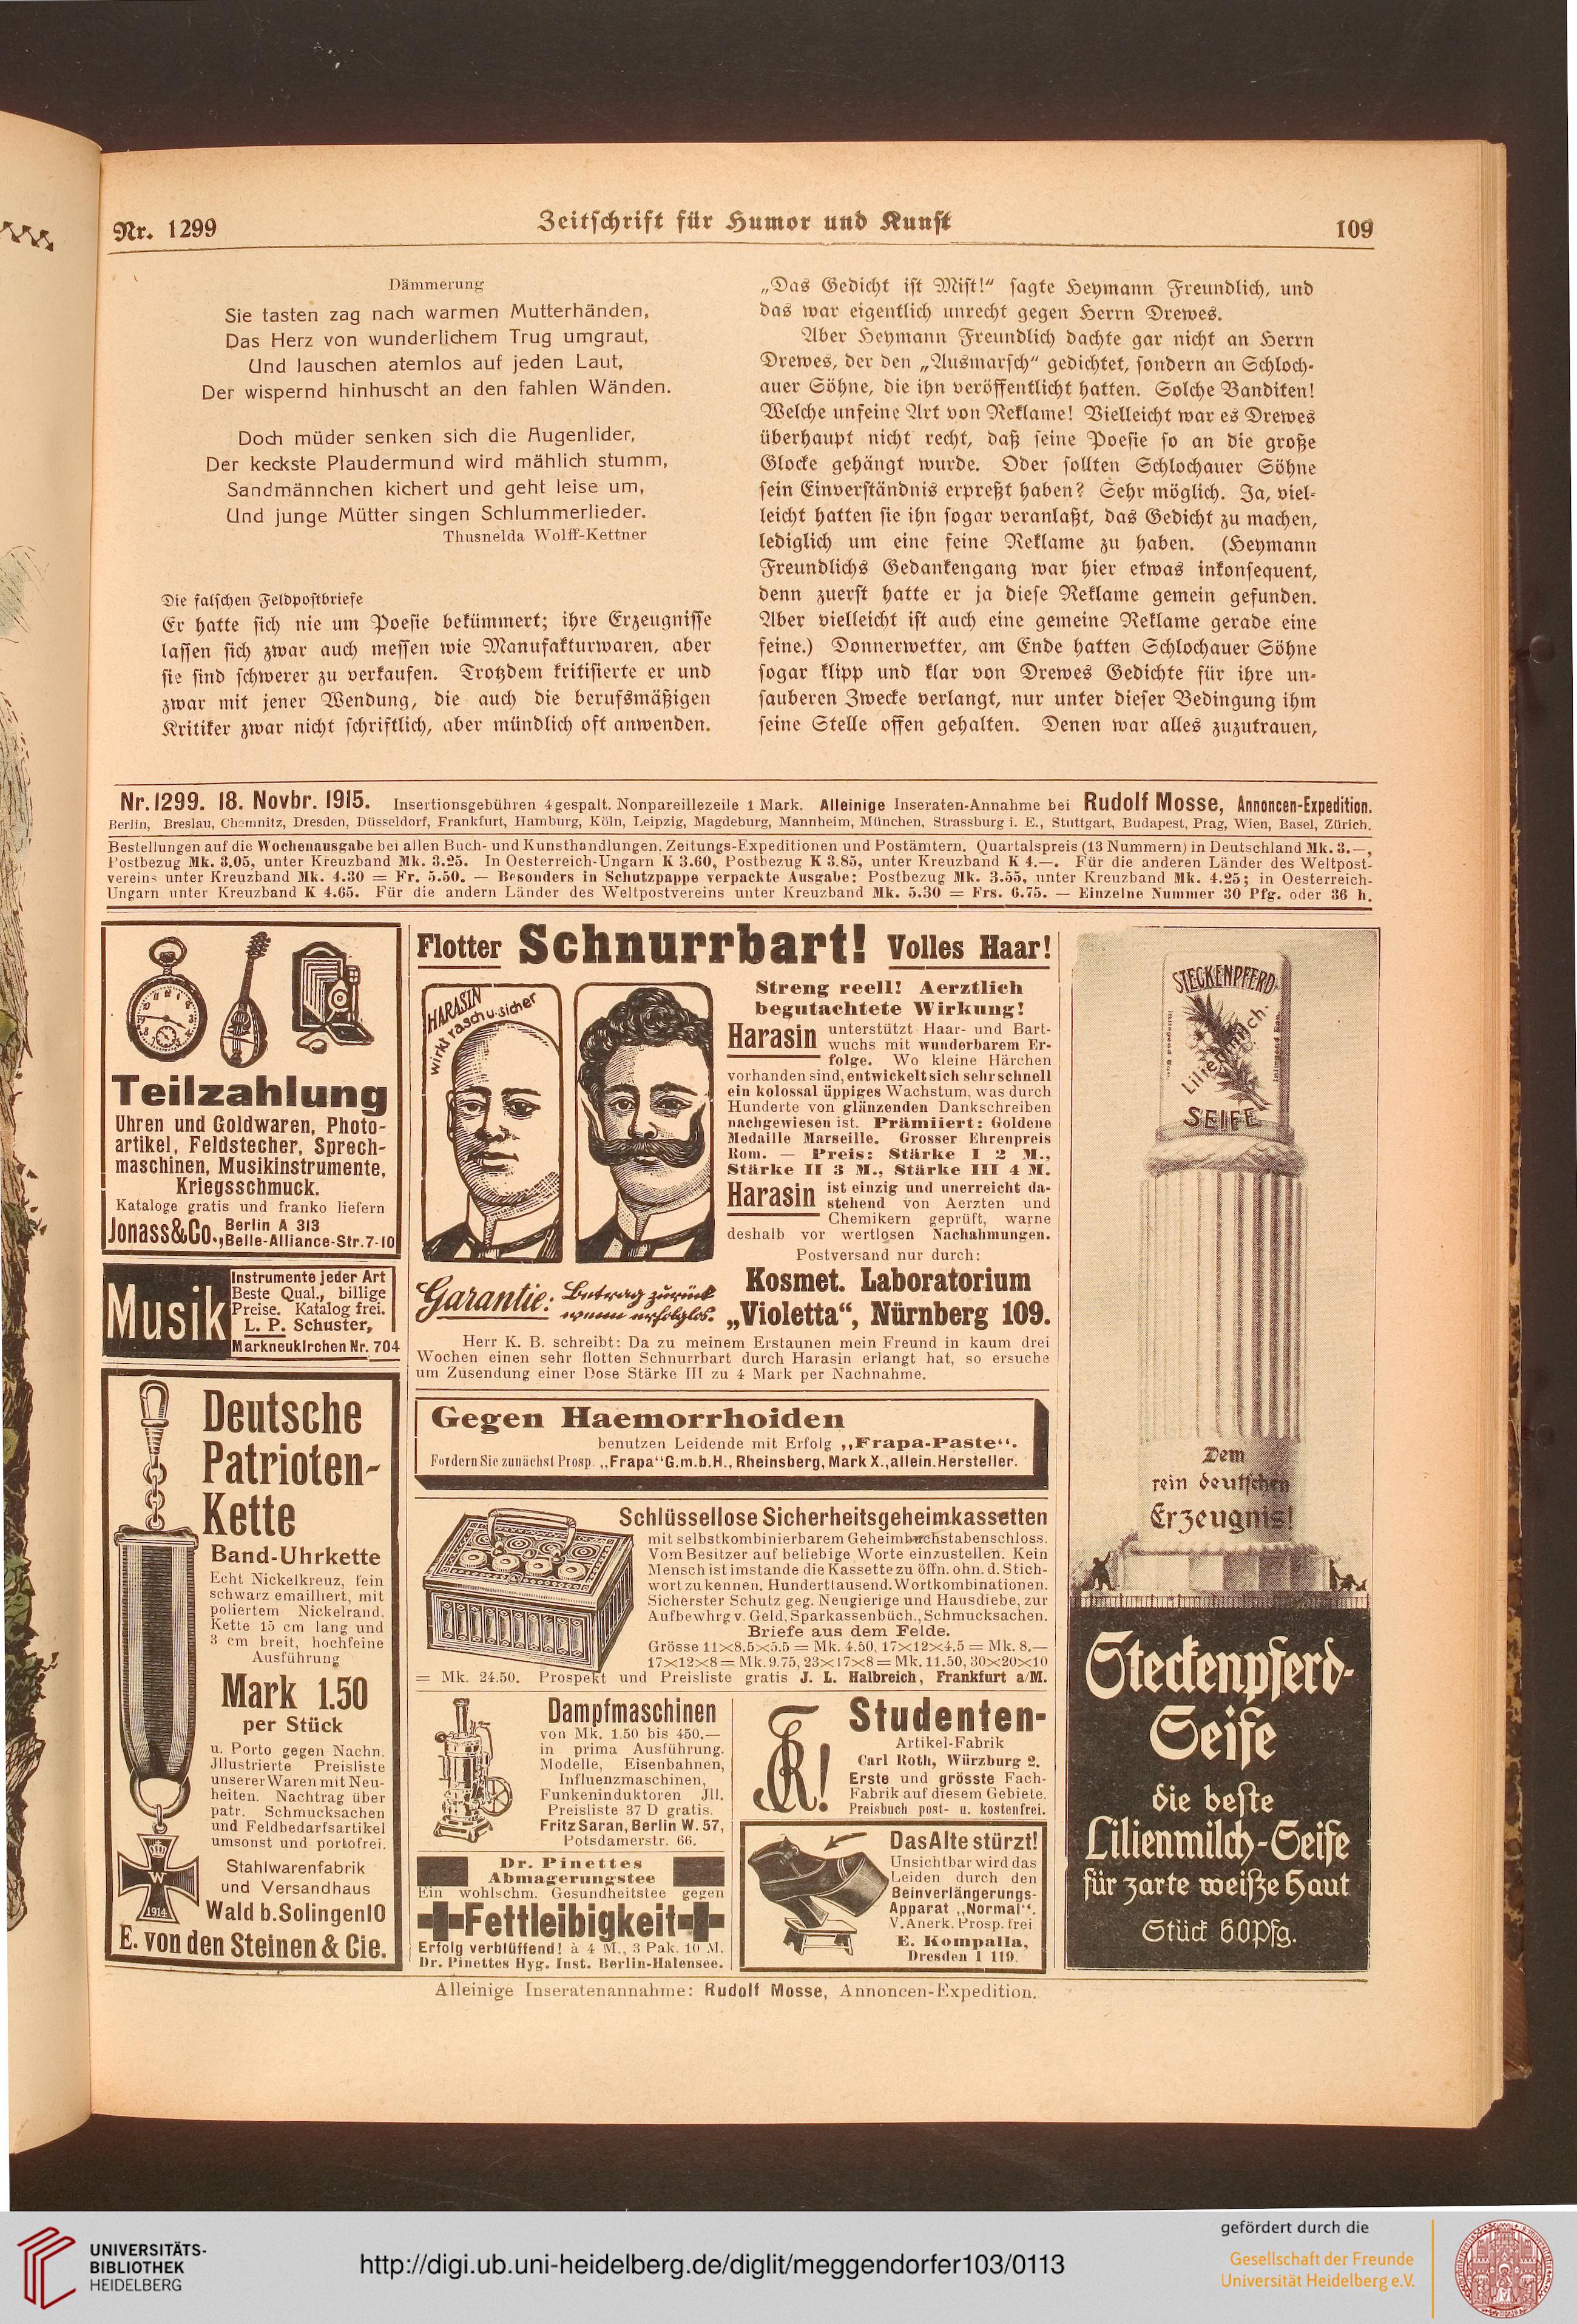 Nr. 1299
Zeitschrift für Humor und Kunst
109
Dämmerung
Sie tasten zag nach warmen Mutterhänden,
Das Herz von wunderlichem Trug umgraut,
Und lauschen atemlos auf jeden Laut,
Der wispernd hinhuscht an den fahlen Wänden.
Doch müder senken sich die Augenlider,
Der keckste Plaudermund wird mählich stumm,
Sandmännchen kichert und geht leise um,
Und junge Mütter singen Schlummerlieder.
Thusnelda Wolff-Kettner
Die falschen Feldpostbriefe
Er hatte sich nie um Poesie bekümmert; ihre Erzeugnisse
lassen sich zwar auch messen wie Manufakturwaren, aber
sie sind schwerer zu verkaufen. Trotzdem kritisierte er und
zwar mit jener Wendung, die auch die berufsmäßigen
Kritiker zwar nicht schriftlich, aber mündlich oft anwenden.
„Das Gedicht ist Mist!“ sagte Heymann Freundlich, und
das war eigentlich unrecht gegen Herrn Drewes.
Aber Heymann Freundlich dachte gar nicht an Herrn
Drewes, der den „Ausmarsch“ gedichtet, sondern an Schloch-
auer Söhne, die ihn veröffentlicht hatten. Solche Banditen!
Welche unfeine Art von Reklame! Vielleicht war es Drewes
überhaupt nicht recht, daß seine Poesie so an die große
Glocke gehängt wurde. Oder sollten Schlochauer Söhne
sein Einverständnis erpreßt haben? Sehr möglich. Ja, viel-
leicht hatten sie ihn sogar veranlaßt, das Gedicht zu machen,
lediglich um eine feine Reklame zu haben. (Heymann
Freundlichs Gedankengang war hier etwas inkonsequent,
denn zuerst hatte er ja diese Reklame gemein gefunden.
Aber vielleicht ist auch eine gemeine Reklame gerade eine
feine.) Donnerwetter, am Ende hatten Schlochauer Söhne
sogar klipp und klar von Drewes Gedichte für ihre un-
sauberen Zwecke verlangt, nur unter dieser Bedingung ihm
seine Stelle offen gehalten. Denen war alles zuzutrauen,
Nr. 1299. 18. Novbr. 1915. Insertionsgebühren 4gespalt. Nonpareillezeile 1 Mark. Alleinige Inseraten-Annahme bei Rudolf Mosse, Annoncen-Expedition.
Berlin, Breslau, Chemnitz, Dresden, Düsseldorf, Frankfurt, Hamburg, Köln, Leipzig, Magdeburg, Mannheim, München, Strassburg i. E., Stuttgart, Budapest, Prag, Wien, Basel, Zürich.
Bestellungen auf die Wochenausgabe bei allen Buch- und Kunsthandlungen, Zeitungs-Expeditionen und Postämtern. Quartalspreis (13 Nummern) in Deutschland Mk. 3.—,
Postbezug Mk. 3.05, unter Kreuzband Mk. 3.25. In Oesterreich-Ungarn K 3.60, Postbezug K 3.85, unter Kreuzband K 4.—. Für die anderen Länder des Weltpost-
vereins unter Kreuzband Mk. 4.30 = Fr. 5.50. — Besonders in Schutzpappe verpackte Ausgabe: Postbezug Mk. 3.55, unter Kreuzband Mk. 4.25; in Oesterreich-
Ungarn unter Kreuzband K 4.65. Für die andern Länder des Weltpostvereins unter Kreuzband Mk. 5.30 = Frs. 6.75. — Einzelne Nummer 30 Pfg. oder 36 h.
Teilzahlung
Uhren und Goldwaren, Photo-
artikel, Feldstecher, Sprech-
maschinen, Musikinstrumente,
Kriegsschmuck.
Kataloge gratis und franko liefern
Jonass & Co., Berlin A 313
Belle-Alliance-Str. 7-10
Musik
Instrumente jeder Art
Beste Qual., billige
Preise. Katalog frei.
L. P. Schuster,
Markneukirchen Nr. 704
Deutsche
Patrioten-
Kette
Band-Uhrkette
Echt Nickelkreuz, fein
schwarz emailliert, mit
poliertem Nickelrand.
Kette 15 cm lang und
3 cm breit, hochfeine
Ausführung
Mark 1.50
per Stück
u. Porto gegen Nachn.
Jllustrierte Preisliste
unserer Waren mit Neu-
heiten. Nachtrag über
patr. Schmucksachen
und Feldbedarfsartikel
umsonst und portofrei.
Stahlwarenfabrik
und Versandhaus
Wald b. Solingen 10
E. von den Steinen & Cie.
W
1914
Flotter Schnurrbart! Volles Haar!
HARASIN
wirkt rasch u. sicher
Streng reell! Aerztlich
begutachtete Wirkung!
Harasin unterstützt Haar- und Bart-
wuchs mit wunderbarem Er-
folge. Wo kleine Härchen
vorhanden sind, entwickelt sich sehr schnell
ein kolossal üppiges Wachstum, was durch
Hunderte von glänzenden Dankschreiben
nachgewiesen ist. Prämiiert: Goldene
Medaille Marseille. Grosser Ehrenpreis
Rom. — Preis: Stärke I 2 M.,
Stärke II 3 M., Stärke III 4 M.
Harasin ist einzig und unerreicht da-
stehend von Aerzten und
Chemikern geprüft, warne
deshalb vor wertlosen Nachahmungen.
Postversand nur durch:
Kosmet. Laboratorium
„Violetta“, Nürnberg 109.
Garantie: Betrag zurück
wenn erfolglos.
Herr K. B. schreibt: Da zu meinem Erstaunen mein Freund in kaum drei
Wochen einen sehr flotten Schnurrbart durch Harasin erlangt hat, so ersuche
um Zusendung einer Dose Stärke III zu 4 Mark per Nachnahme.
Gegen Haemorrhoiden
benutzen Leidende mit Erfolg „Frapa-Paste“.
Fordern Sie zunächst Prosp. „Frapa“ G.m.b.H., Rheinsberg, Mark X., allein. Hersteller.
Schlüssellose Sicherheitsgeheimkassetten
mit selbstkombinierbarem Geheimbuchstabenschloss.
Vom Besitzer auf beliebige Worte einzustellen. Kein
Mensch ist imstande die Kassette zu öffn. ohn. d. Stich-
wort zu kennen. Hunderttausend. Wortkombinationen.
Sicherster Schutz geg. Neugierige und Hausdiebe, zur
Aufbewhrg v. Geld, Sparkassenbüch., Schmucksachen.
Briefe aus dem Felde.
Grösse 11×8.5×5.5 = Mk. 4.50, 17×12×4.5 = Mk. 8.—
17×12×8 = Mk. 9.75, 23×17×8 = Mk. 11.50, 30×20×10
= Mk. 24.50. Prospekt und Preisliste gratis J. L. Halbreich, Frankfurt a/M.
Dampfmaschinen
von Mk. 1.50 bis 450.—
in prima Ausführung.
Modelle, Eisenbahnen,
Influenzmaschinen,
Funkeninduktoren Jll.
Preisliste 37 D gratis.
Fritz Saran, Berlin W. 57,
Potsdamerstr. 66.
Dr. Pinettes
Abmagerungstee
Ein wohlschm. Gesundheitstee gegen
Fettleibigkeit
Erfolg verblüffend! à 4 M., 3 Pak. 10 M.
Dr. Pinettes Hyg. Inst. Berlin-Halensee.
Studenten-
Artikel-Fabrik
Carl Roth, Würzburg 2.
Erste und grösste Fach-
Fabrik auf diesem Gebiete.
Preisbuch post- u. kostenfrei.
Das Alte stürzt!
Unsichtbar wird das
Leiden durch den
Beinverlängerungs-
Apparat „Normal“.
V. Anerk. Prosp. frei
E. Kompalla,
Dresden I 119.
STECKENPFERD-
Lilienmilch-
SEIFE
Dem
rein deutschen
Erzeugnis!
Steckenpferd-
Seife
die beste
Lilienmilch-Seife
für zarte weiße Haut
Stück 60 Pfg.
Alleinige Inseratenannahme: Rudolf Mosse, Annoncen-Expedition.
UNIVERSITÄTS-
BIBLIOTHEK
HEIDELBERG
http://digi.ub.uni-heidelberg.de/diglit/meggendorfer103/0113
gefördert durch die
Gesellschaft der Freunde
Universität Heidelberg e.V.